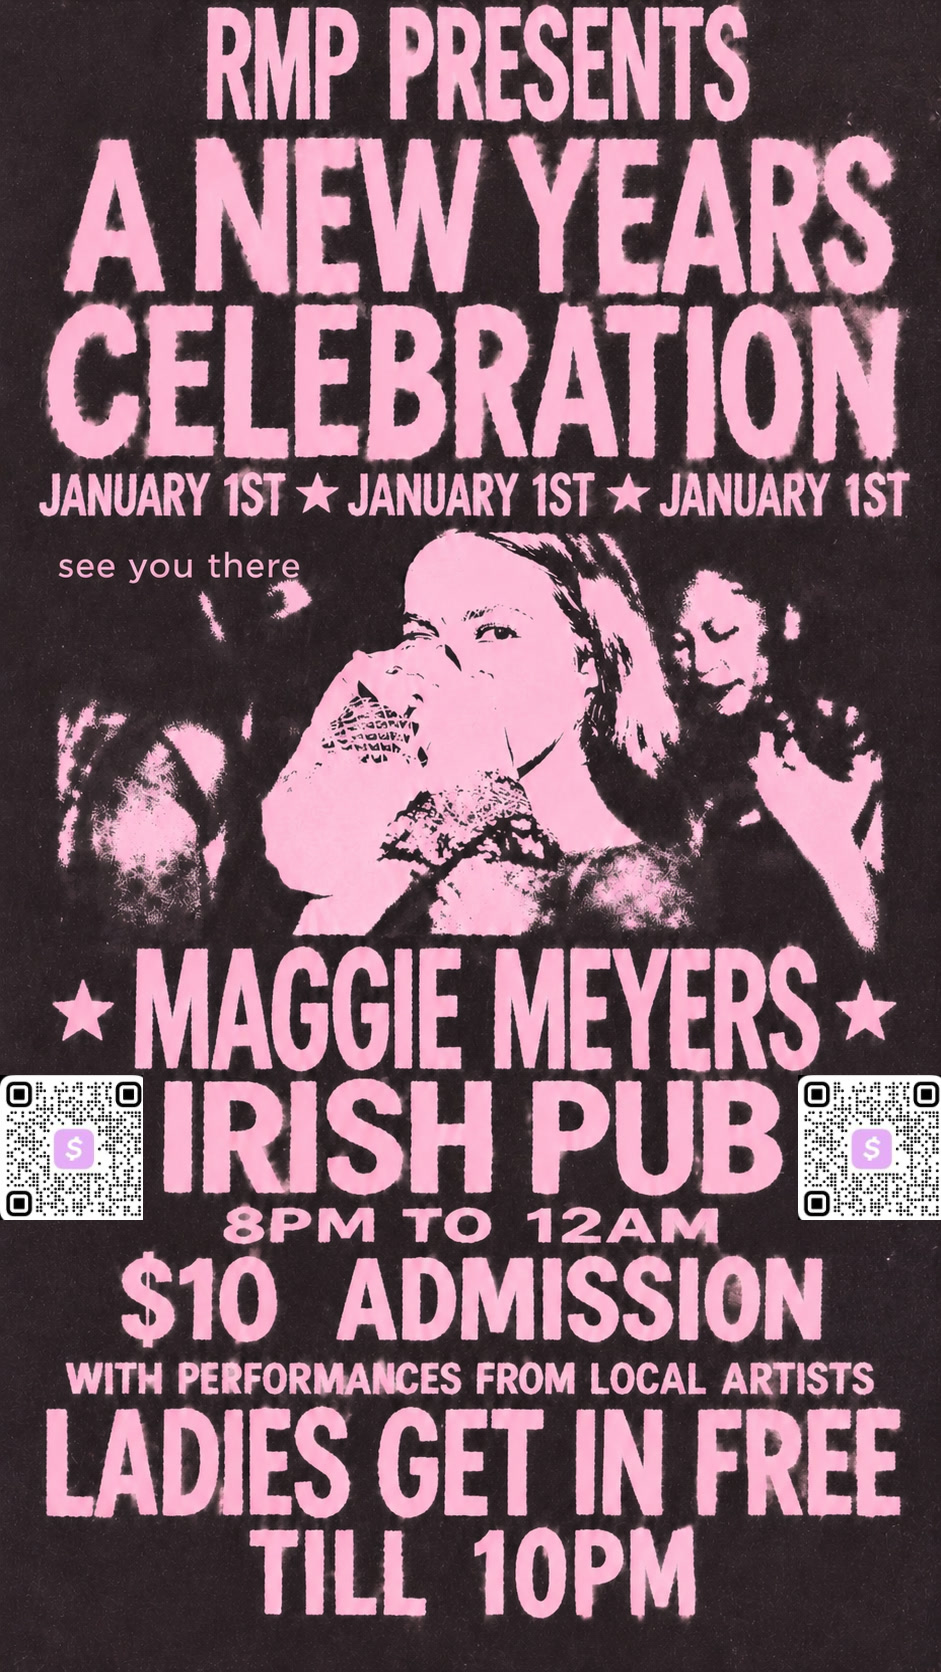 RMP PRESENTS
A NEW YEARS
CELEBRATION
JANUARY 1ST ★ JANUARY 1ST ★ JANUARY 1ST
see you there
★ MAGGIE MEYERS ★
IRISH PUB
$ $
8PM TO 12AM
$10 ADMISSION
WITH PERFORMANCES FROM LOCAL ARTISTS
LADIES GET IN FREE
TILL 10PM